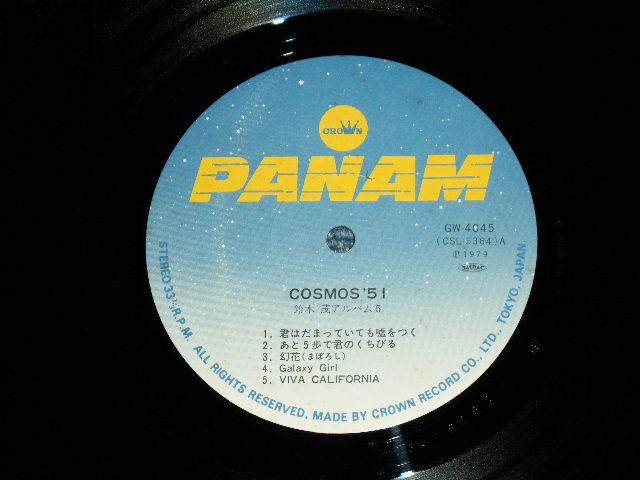 CROWN
PANAM
GW-4045
(CSL 5364)A
Ⓟ1979
COSMOS'51
鈴木 茂アルバム5
1. 君はだまっていても嘘をつく
2. あと5歩で君のくちびる
3. 幻花(まぼろし)
4. Galaxy Girl
5. VIVA CALIFORNIA
STEREO 33⅓ R.P.M. ALL RIGHTS RESERVED. MADE BY CROWN RECORD CO., LTD., TOKYO, JAPAN.